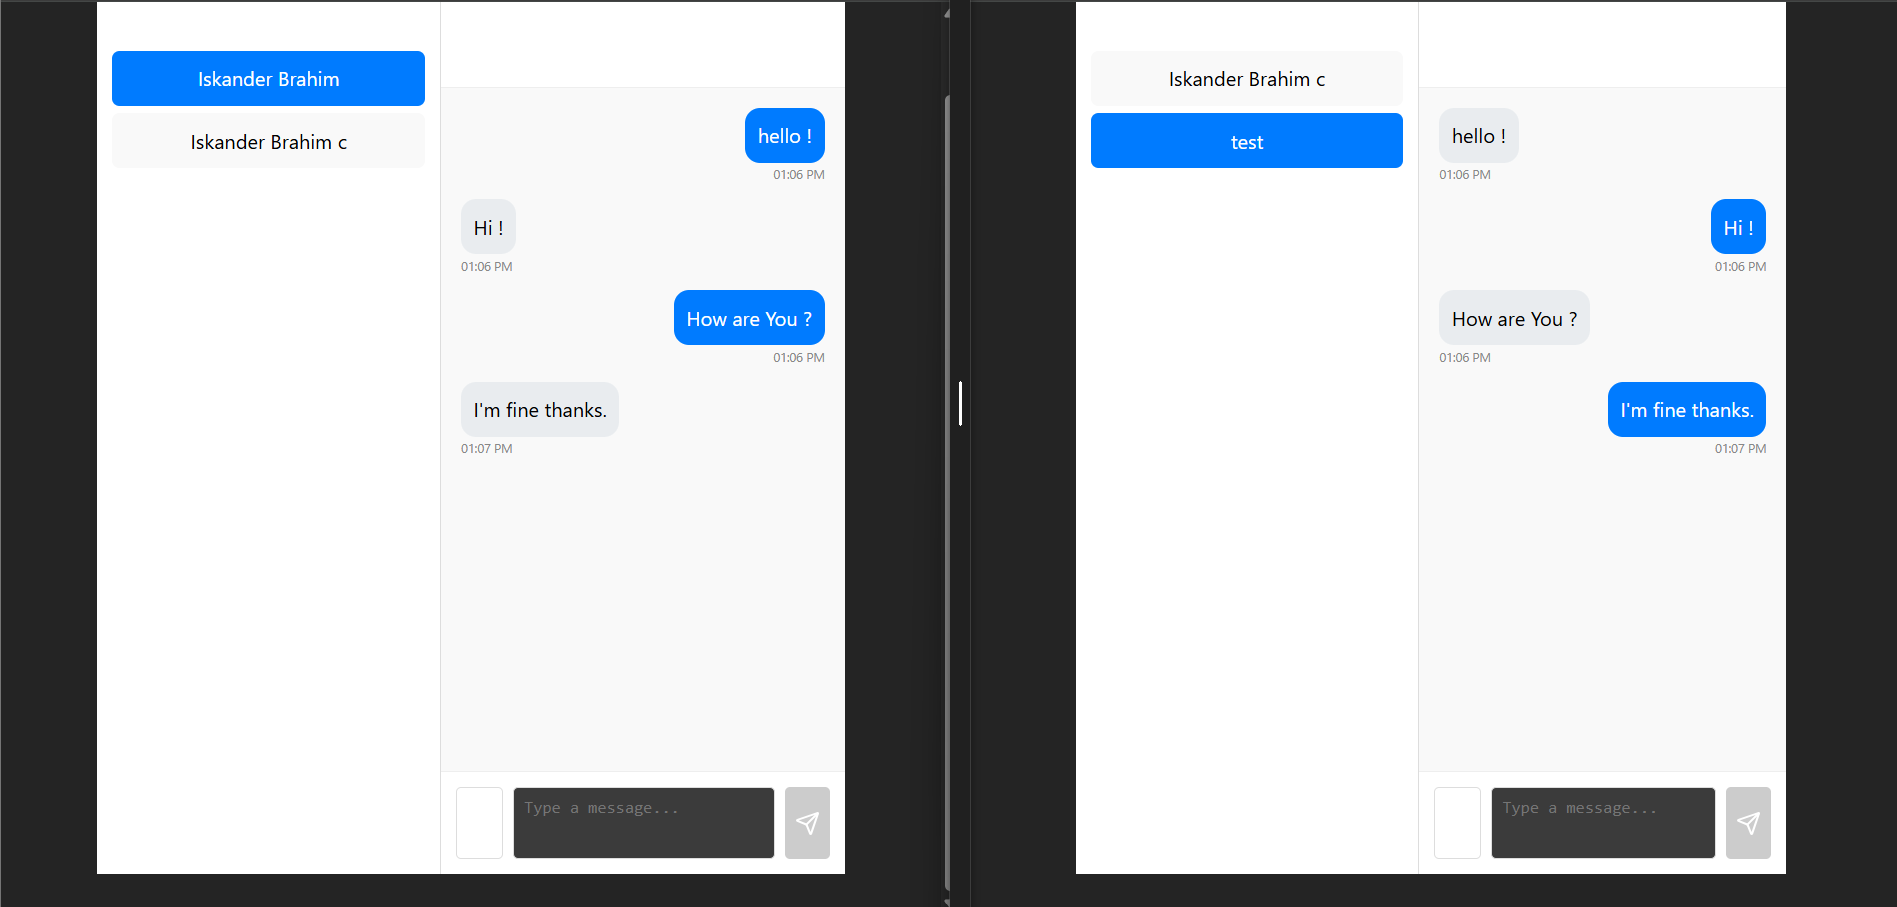 Iskander Brahim
Iskander Brahim c
hello !
01:06 PM
Hi !
01:06 PM
How are You ?
01:06 PM
I'm fine thanks.
01:07 PM
Type a message...
Iskander Brahim c
test
hello !
01:06 PM
Hi !
01:06 PM
How are You ?
01:06 PM
I'm fine thanks.
01:07 PM
Type a message...